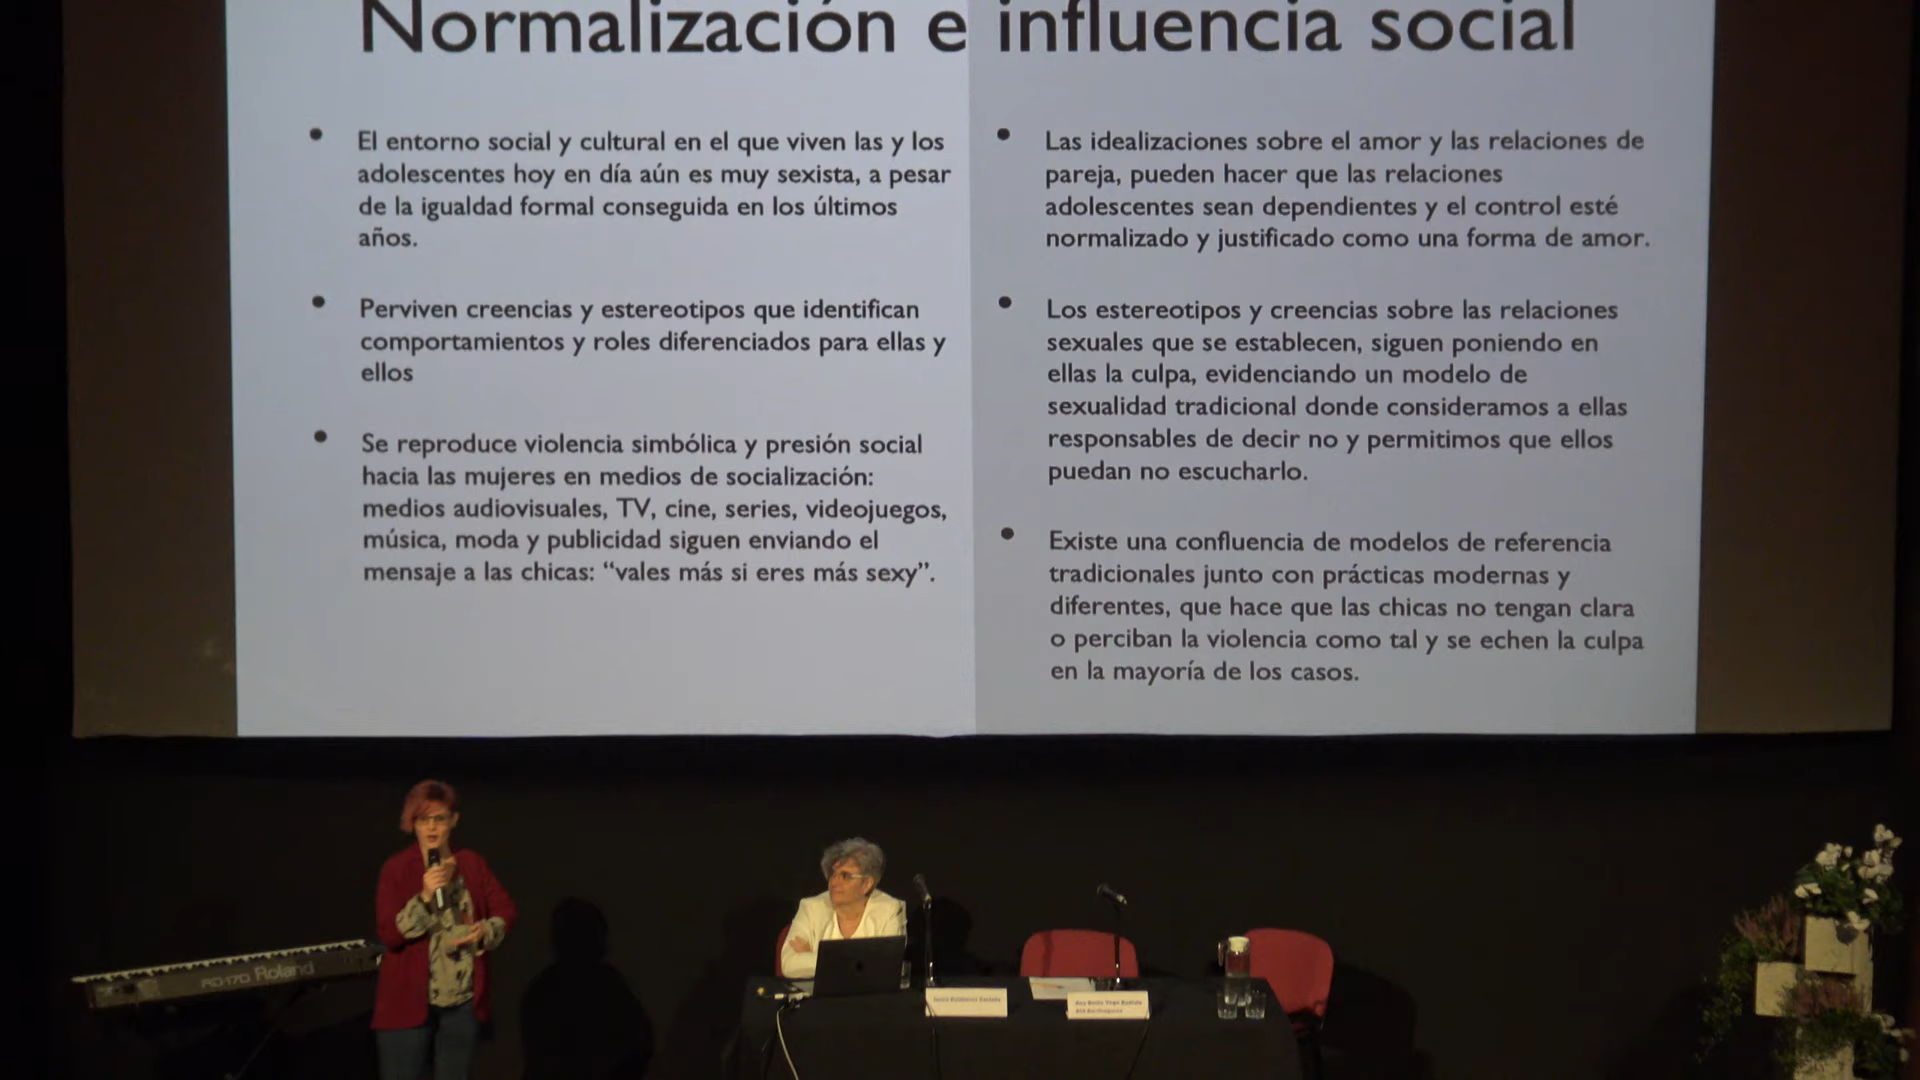 Normalización e influencia social
El entorno social y cultural en el que viven las y los
adolescentes hoy en día aún es muy sexista, a pesar
de la igualdad formal conseguida en los últimos
años.
Perviven creencias y estereotipos que identifican
comportamientos y roles diferenciados para ellas y
ellos
Se reproduce violencia simbólica y presión social
hacia las mujeres en medios de socialización:
medios audiovisuales, TV, cine, series, videojuegos,
música, moda y publicidad siguen enviando el
mensaje a las chicas: “vales más si eres más sexy”.
Las idealizaciones sobre el amor y las relaciones de
pareja, pueden hacer que las relaciones
adolescentes sean dependientes y el control esté
normalizado y justificado como una forma de amor.
Los estereotipos y creencias sobre las relaciones
sexuales que se establecen, siguen poniendo en
ellas la culpa, evidenciando un modelo de
sexualidad tradicional donde consideramos a ellas
responsables de decir no y permitimos que ellos
puedan no escucharlo.
Existe una confluencia de modelos de referencia
tradicionales junto con prácticas modernas y
diferentes, que hace que las chicas no tengan clara
o perciban la violencia como tal y se echen la culpa
en la mayoría de los casos.
Roland